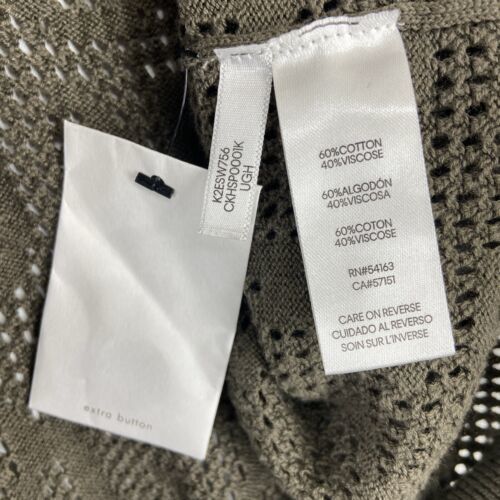 K2ESW756
CKHSP0001K
UGH
60%COTTON
40%VISCOSE
60%ALGODÓN
40%VISCOSA
60%COTON
40%VISCOSE
RN#54163
CA#57151
CARE ON REVERSE
CUIDADO AL REVERSO
SOIN SUR L'INVERSE
extra button